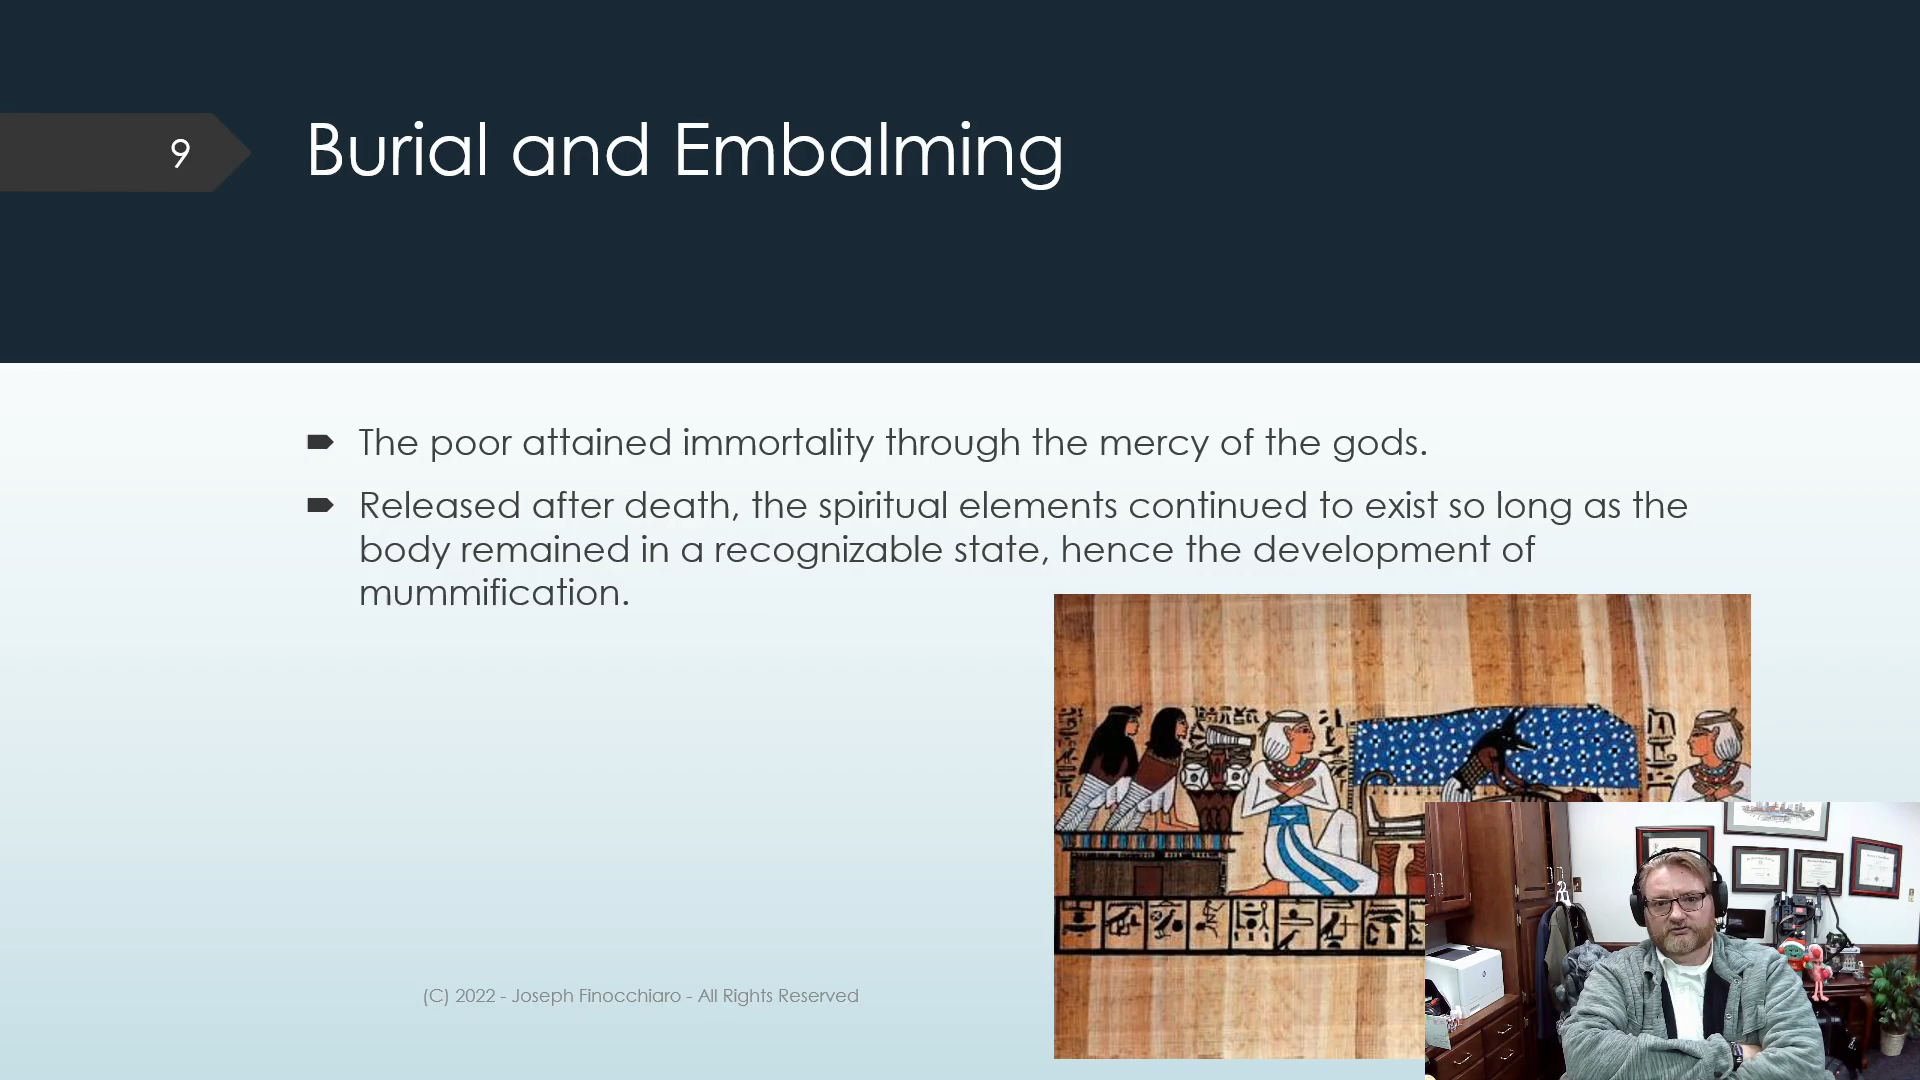 9
Burial and Embalming
The poor attained immortality through the mercy of the gods.
Released after death, the spiritual elements continued to exist so long as the
body remained in a recognizable state, hence the development of
mummification.
(C) 2022 - Joseph Finocchiaro - All Rights Reserved